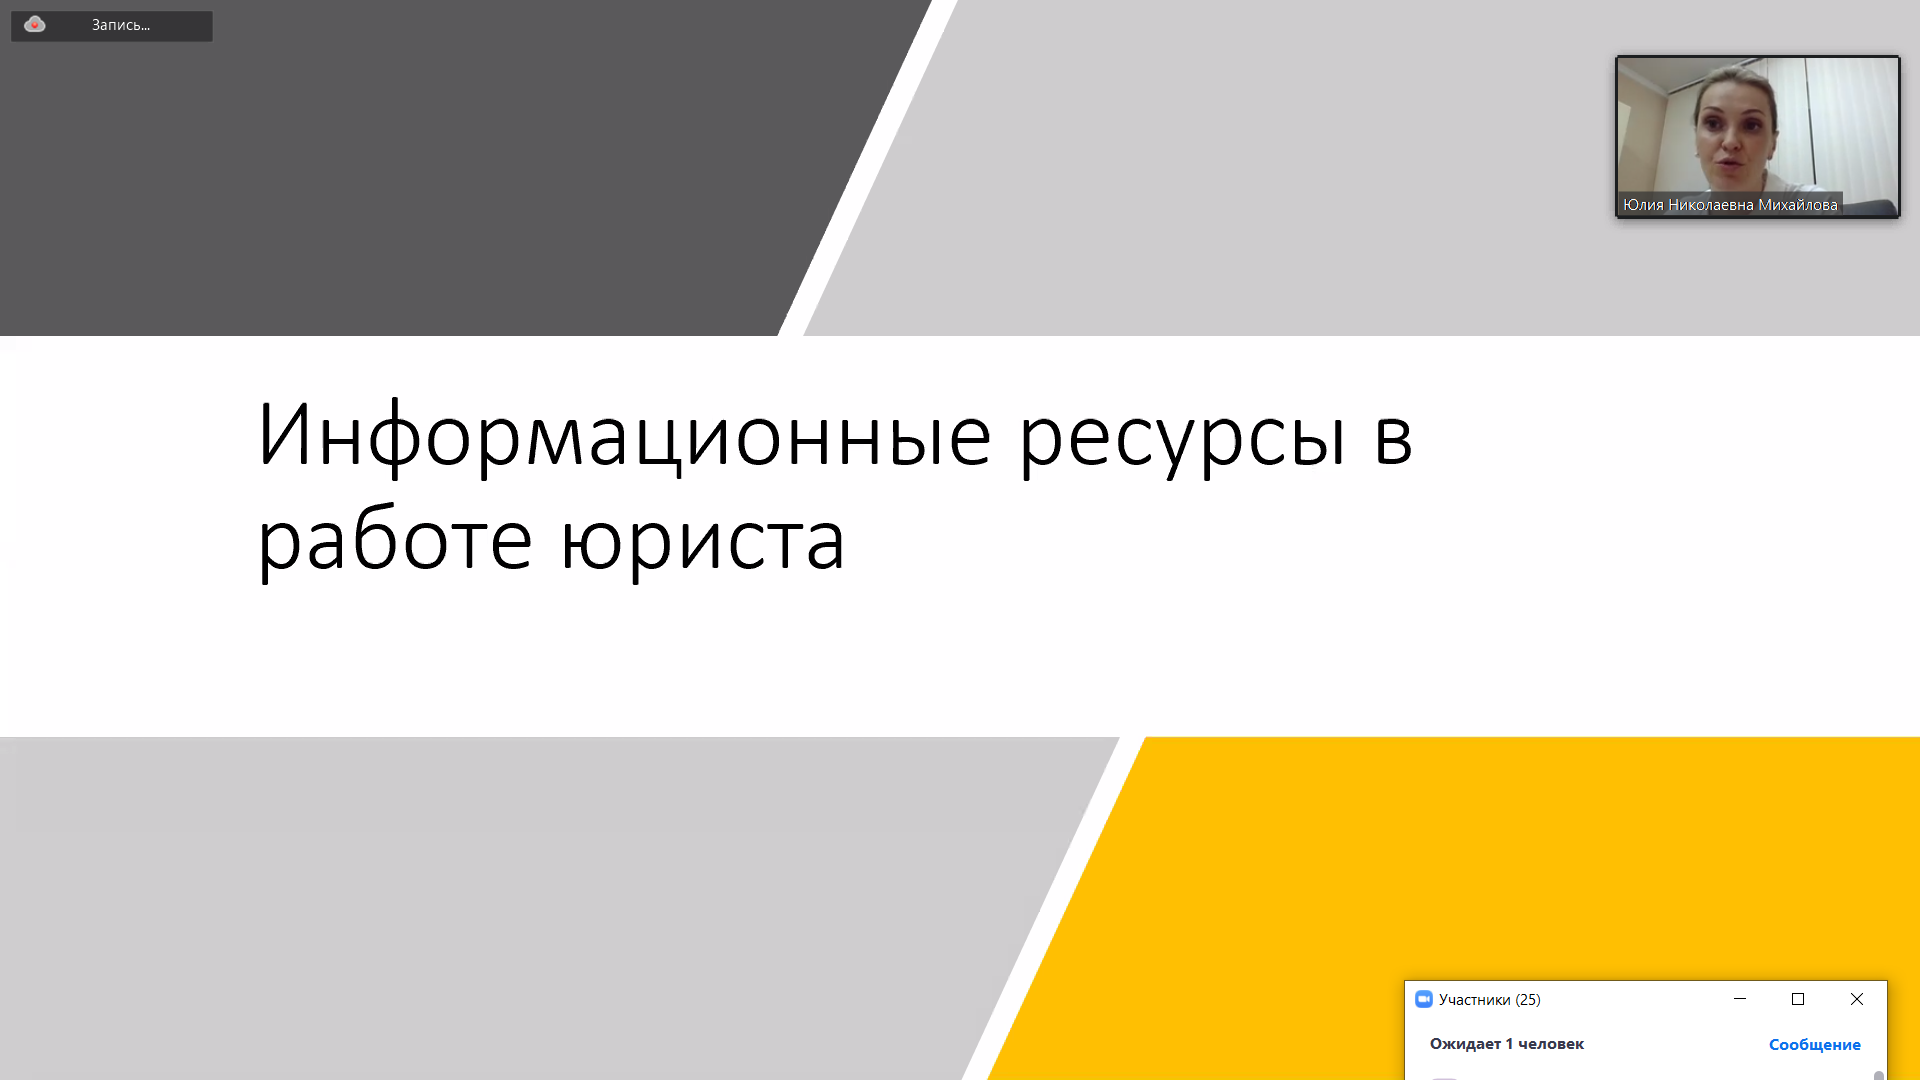 Запись...
Юлия Николаевна Михайлова
Информационные ресурсы в
работе юриста
Участники (25)
Ожидает 1 человек
Сообщение